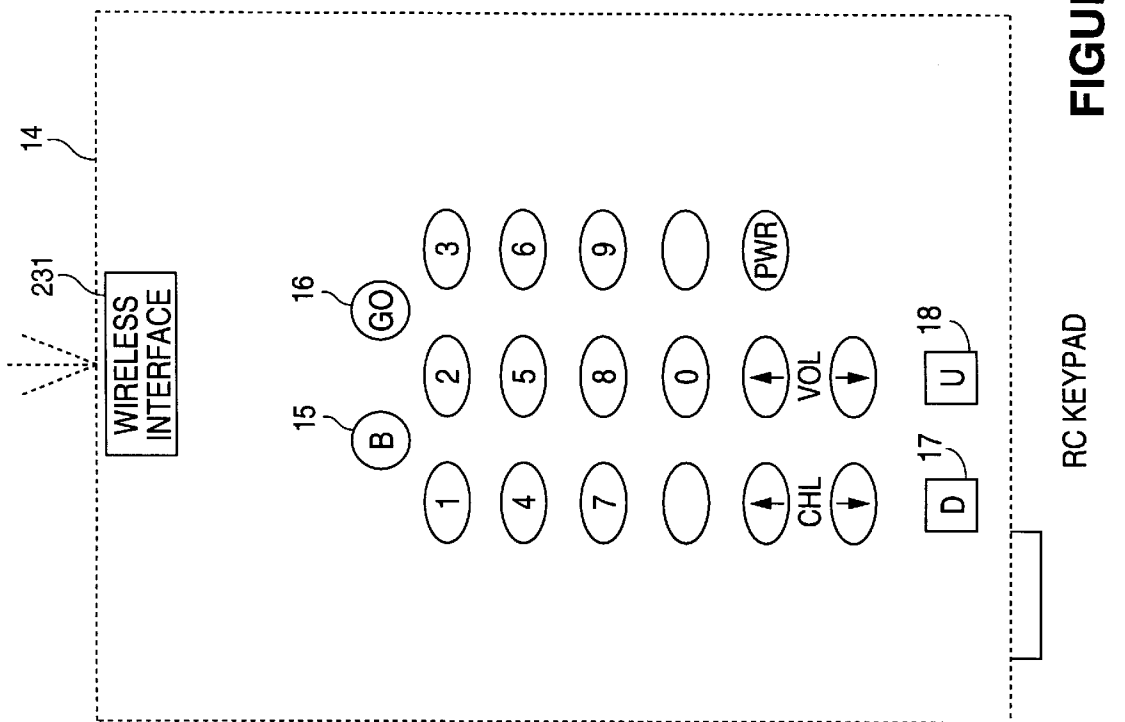 14
231
WIRELESS
INTERFACE
15
B
16
GO
1 2 3
4 5 6
7 8 9
0
CHL VOL PWR
17
D
18
U
RC KEYPAD
FIGU